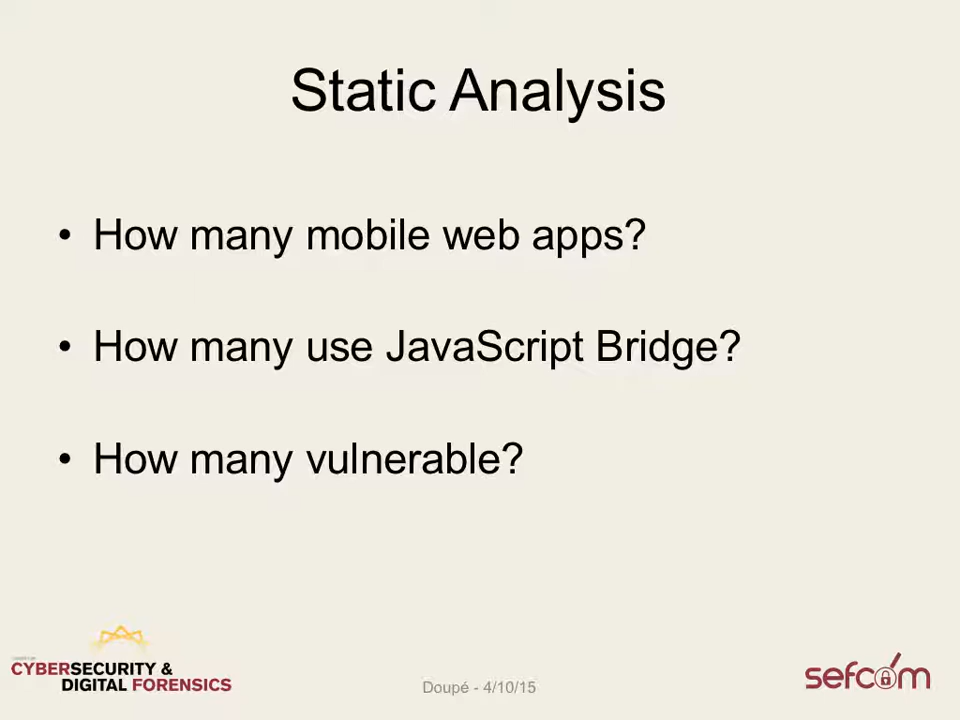 Static Analysis
• How many mobile web apps?
• How many use JavaScript Bridge?
• How many vulnerable?
CYBERSECURITY &
DIGITAL FORENSICS
Doupé - 4/10/15
sefcom